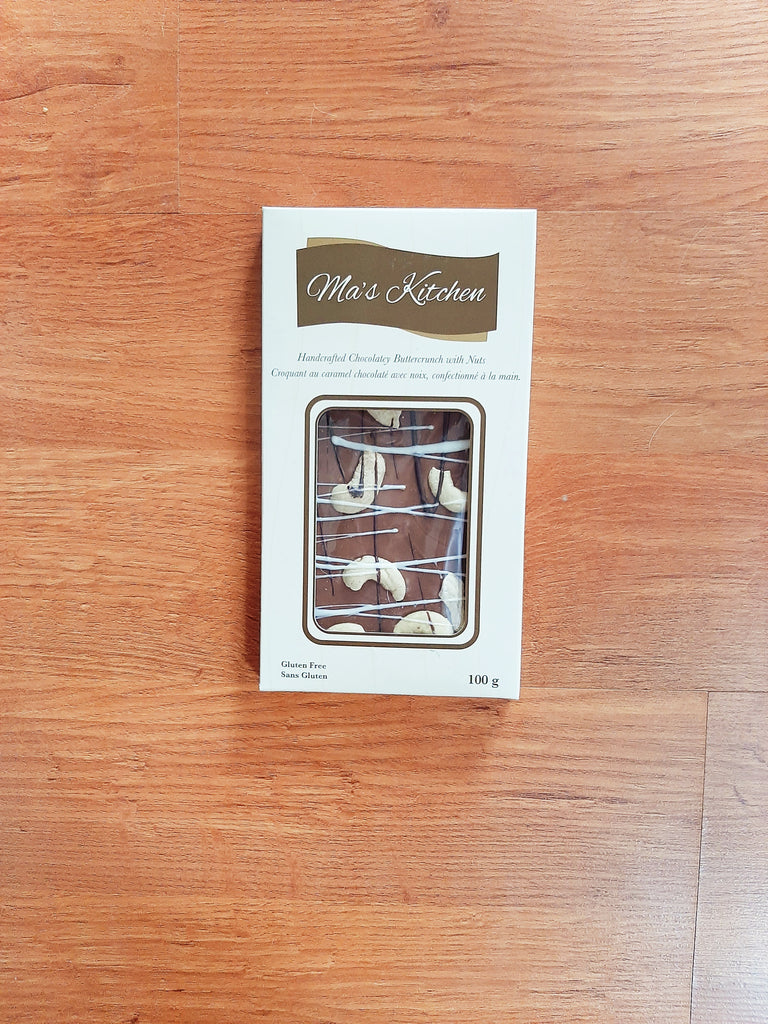 Ma's Kitchen
Handcrafted Chocolatey Buttercrunch with Nuts
Croquant au caramel chocolaté avec noix, confectionné à la main.
Gluten Free
Sans Gluten
100 g